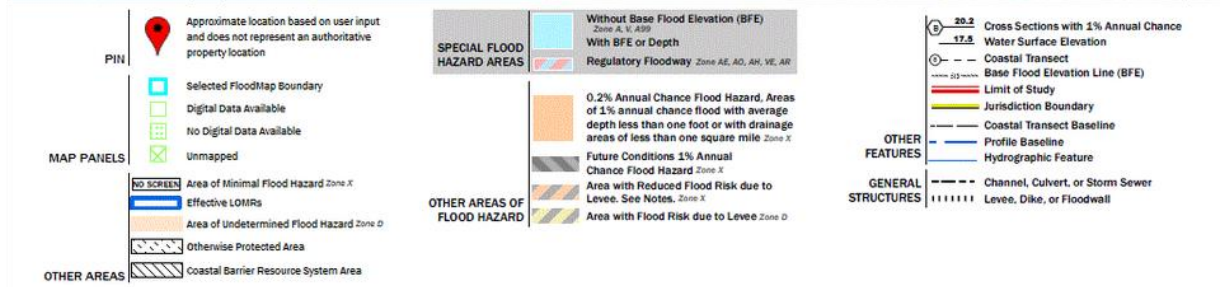 PIN
Approximate location based on user input
and does not represent an authoritative
property location
MAP PANELS
Selected FloodMap Boundary
Digital Data Available
No Digital Data Available
Unmapped
OTHER AREAS
NO SCREEN Area of Minimal Flood Hazard Zone X
Effective LOMRs
Area of Undetermined Flood Hazard Zone D
Otherwise Protected Area
Coastal Barrier Resource System Area
SPECIAL FLOOD
HAZARD AREAS
Without Base Flood Elevation (BFE)
Zone A, V, A99
With BFE or Depth
Regulatory Floodway Zone AE, AO, AH, VE, AR
OTHER AREAS OF
FLOOD HAZARD
0.2% Annual Chance Flood Hazard, Areas
of 1% annual chance flood with average
depth less than one foot or with drainage
areas of less than one square mile Zone X
Future Conditions 1% Annual
Chance Flood Hazard Zone X
Area with Reduced Flood Risk due to
Levee. See Notes. Zone X
Area with Flood Risk due to Levee Zone D
OTHER
FEATURES
B 20.2 Cross Sections with 1% Annual Chance
17.5 Water Surface Elevation
Coastal Transect
Base Flood Elevation Line (BFE)
Limit of Study
Jurisdiction Boundary
Coastal Transect Baseline
Profile Baseline
Hydrographic Feature
GENERAL
STRUCTURES
Channel, Culvert, or Storm Sewer
Levee, Dike, or Floodwall